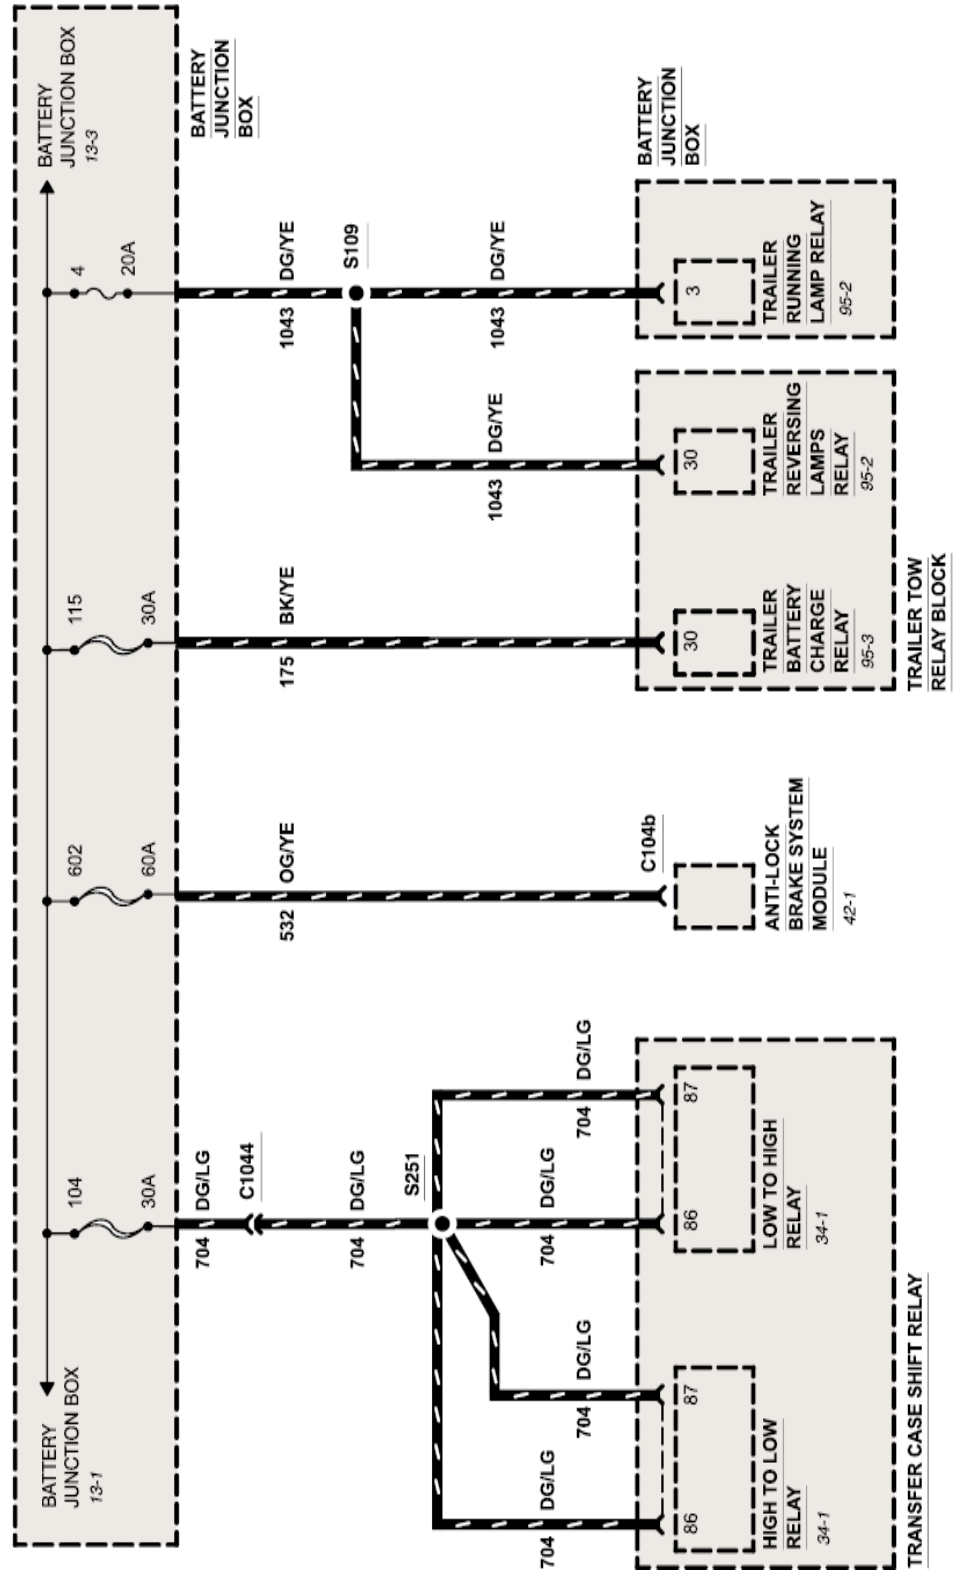 BATTERY
JUNCTION BOX
13-1
104
30A
602
60A
115
30A
4
20A
BATTERY
JUNCTION BOX
13-3
BATTERY
JUNCTION
BOX
704
DG/LG
C1044
704
DG/LG
S251
532
OG/YE
175
BK/YE
1043
DG/YE
S109
704
DG/LG
704
DG/LG
704
DG/LG
704
DG/LG
C104b
1043
DG/YE
1043
DG/YE
BATTERY
JUNCTION
BOX
86
87
HIGH TO LOW
RELAY
34-1
86
87
LOW TO HIGH
RELAY
34-1
TRANSFER CASE SHIFT RELAY
ANTI-LOCK
BRAKE SYSTEM
MODULE
42-1
30
TRAILER
BATTERY
CHARGE
RELAY
95-3
30
TRAILER
REVERSING
LAMPS
RELAY
95-2
TRAILER TOW
RELAY BLOCK
3
TRAILER
RUNNING
LAMP RELAY
95-2